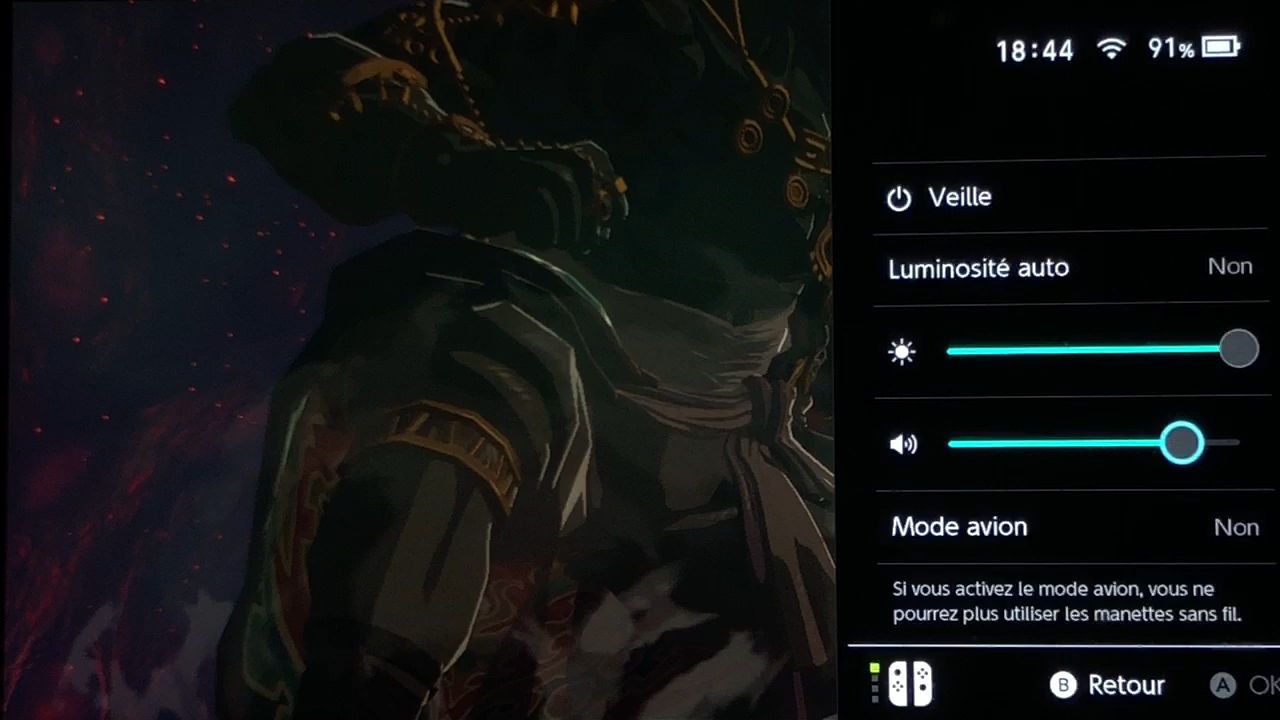 18:44 91%
Veille
Luminosité auto Non
Mode avion Non
Si vous activez le mode avion, vous ne
pourrez plus utiliser les manettes sans fil.
B Retour A OK